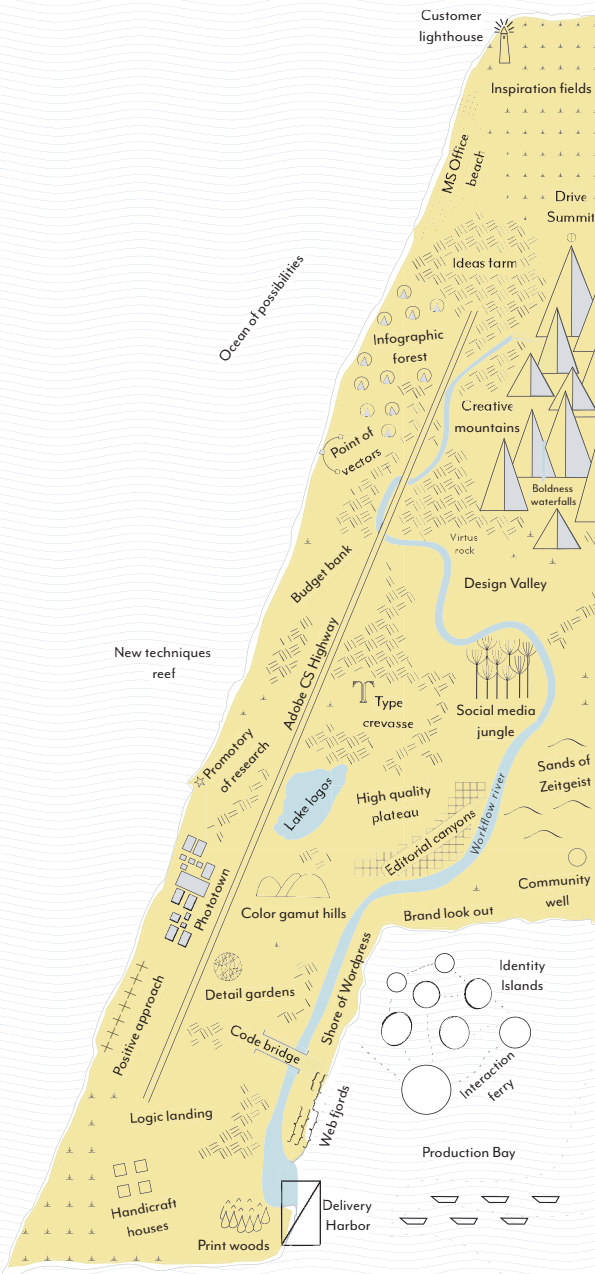 Customer
lighthouse
Inspiration fields
MS Office
beach
Drive
Summit
Ideas farm
Ocean of possibilities
Infographic
forest
Creative
mountains
Point of
vectors
Boldness
waterfalls
Virtus
rock
Budget bank
Design Valley
Adobe CS Highway
New techniques
reef
Type
crevasse
Social media
jungle
Promotory
of research
Sands of
Zeitgeist
Lake logos
High quality
plateau
Workflow river
Editorial canyons
Phototown
Color gamut hills
Community
well
Brand look out
Shore of Wordpress
Identity
Islands
Detail gardens
Positive approach
Code bridge
Interaction
ferry
Logic landing
Web fjords
Production Bay
Handicraft
houses
Delivery
Harbor
Print woods